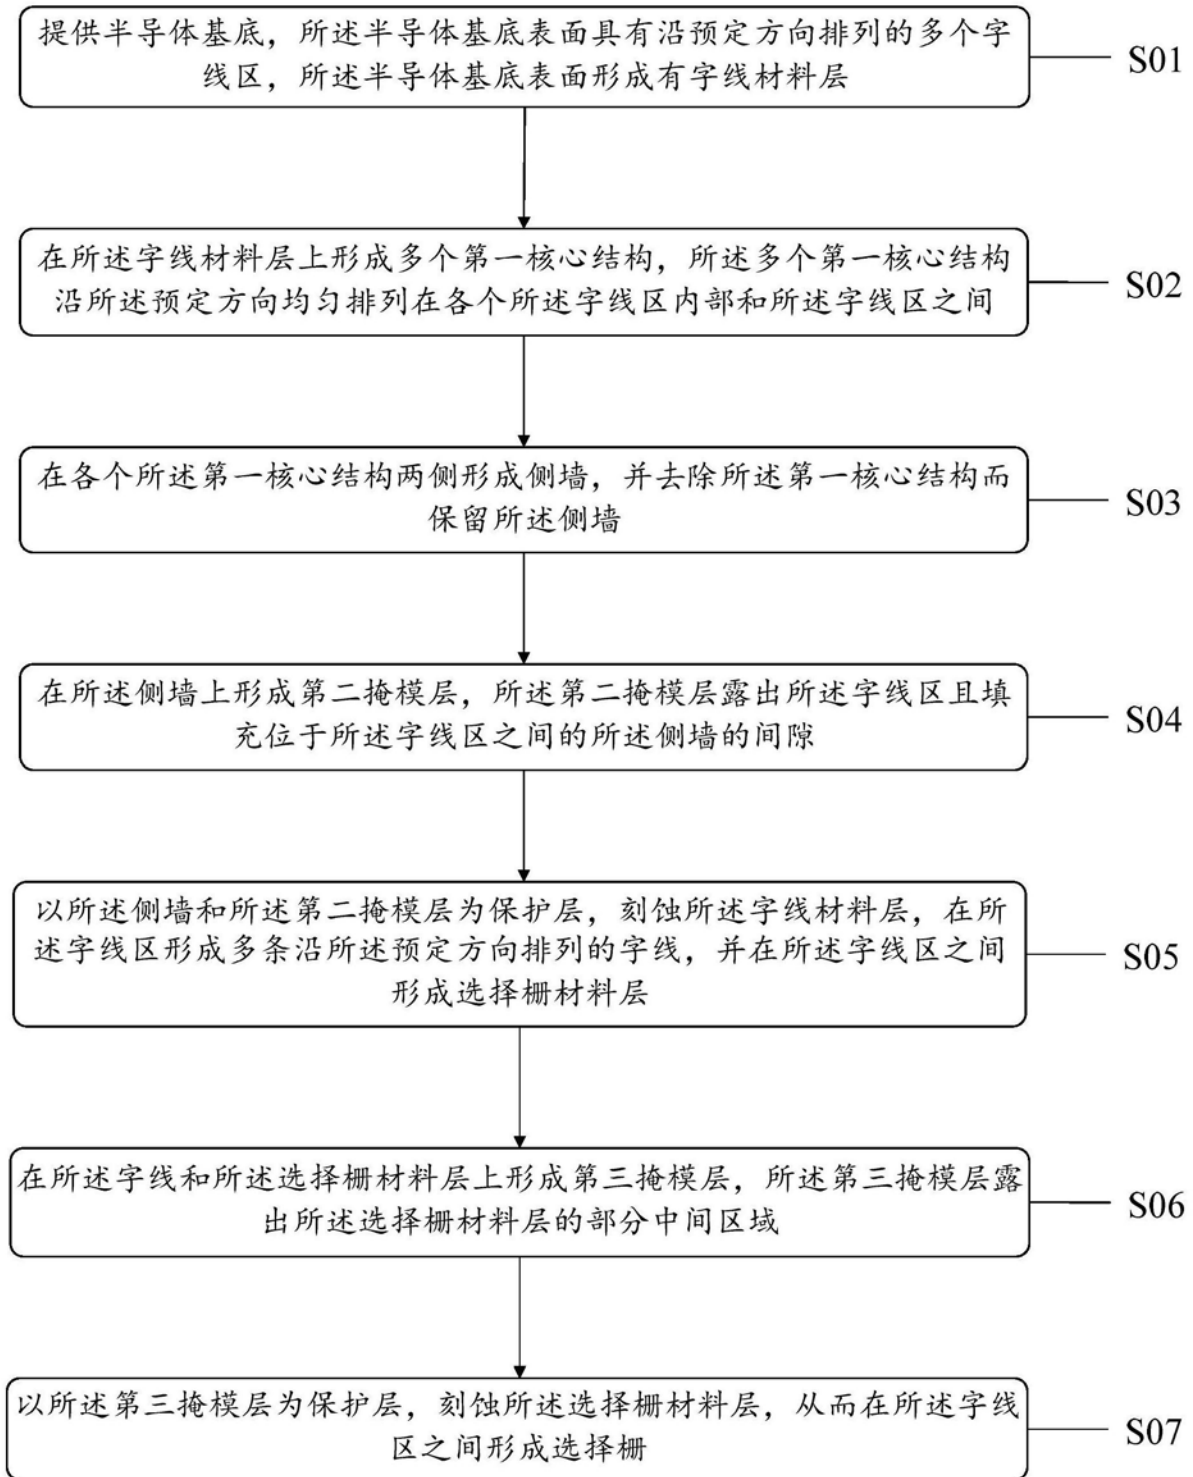 提供半导体基底，所述半导体基底表面具有沿预定方向排列的多个字
线区，所述半导体基底表面形成有字线材料层
S01
在所述字线材料层上形成多个第一核心结构，所述多个第一核心结构
沿所述预定方向均匀排列在各个所述字线区内部和所述字线区之间
S02
在各个所述第一核心结构两侧形成侧墙，并去除所述第一核心结构而
保留所述侧墙
S03
在所述侧墙上形成第二掩模层，所述第二掩模层露出所述字线区且填
充位于所述字线区之间的所述侧墙的间隙
S04
以所述侧墙和所述第二掩模层为保护层，刻蚀所述字线材料层，在所
述字线区形成多条沿所述预定方向排列的字线，并在所述字线区之间
形成选择栅材料层
S05
在所述字线和所述选择栅材料层上形成第三掩模层，所述第三掩模层露
出所述选择栅材料层的部分中间区域
S06
以所述第三掩模层为保护层，刻蚀所述选择栅材料层，从而在所述字线
区之间形成选择栅
S07